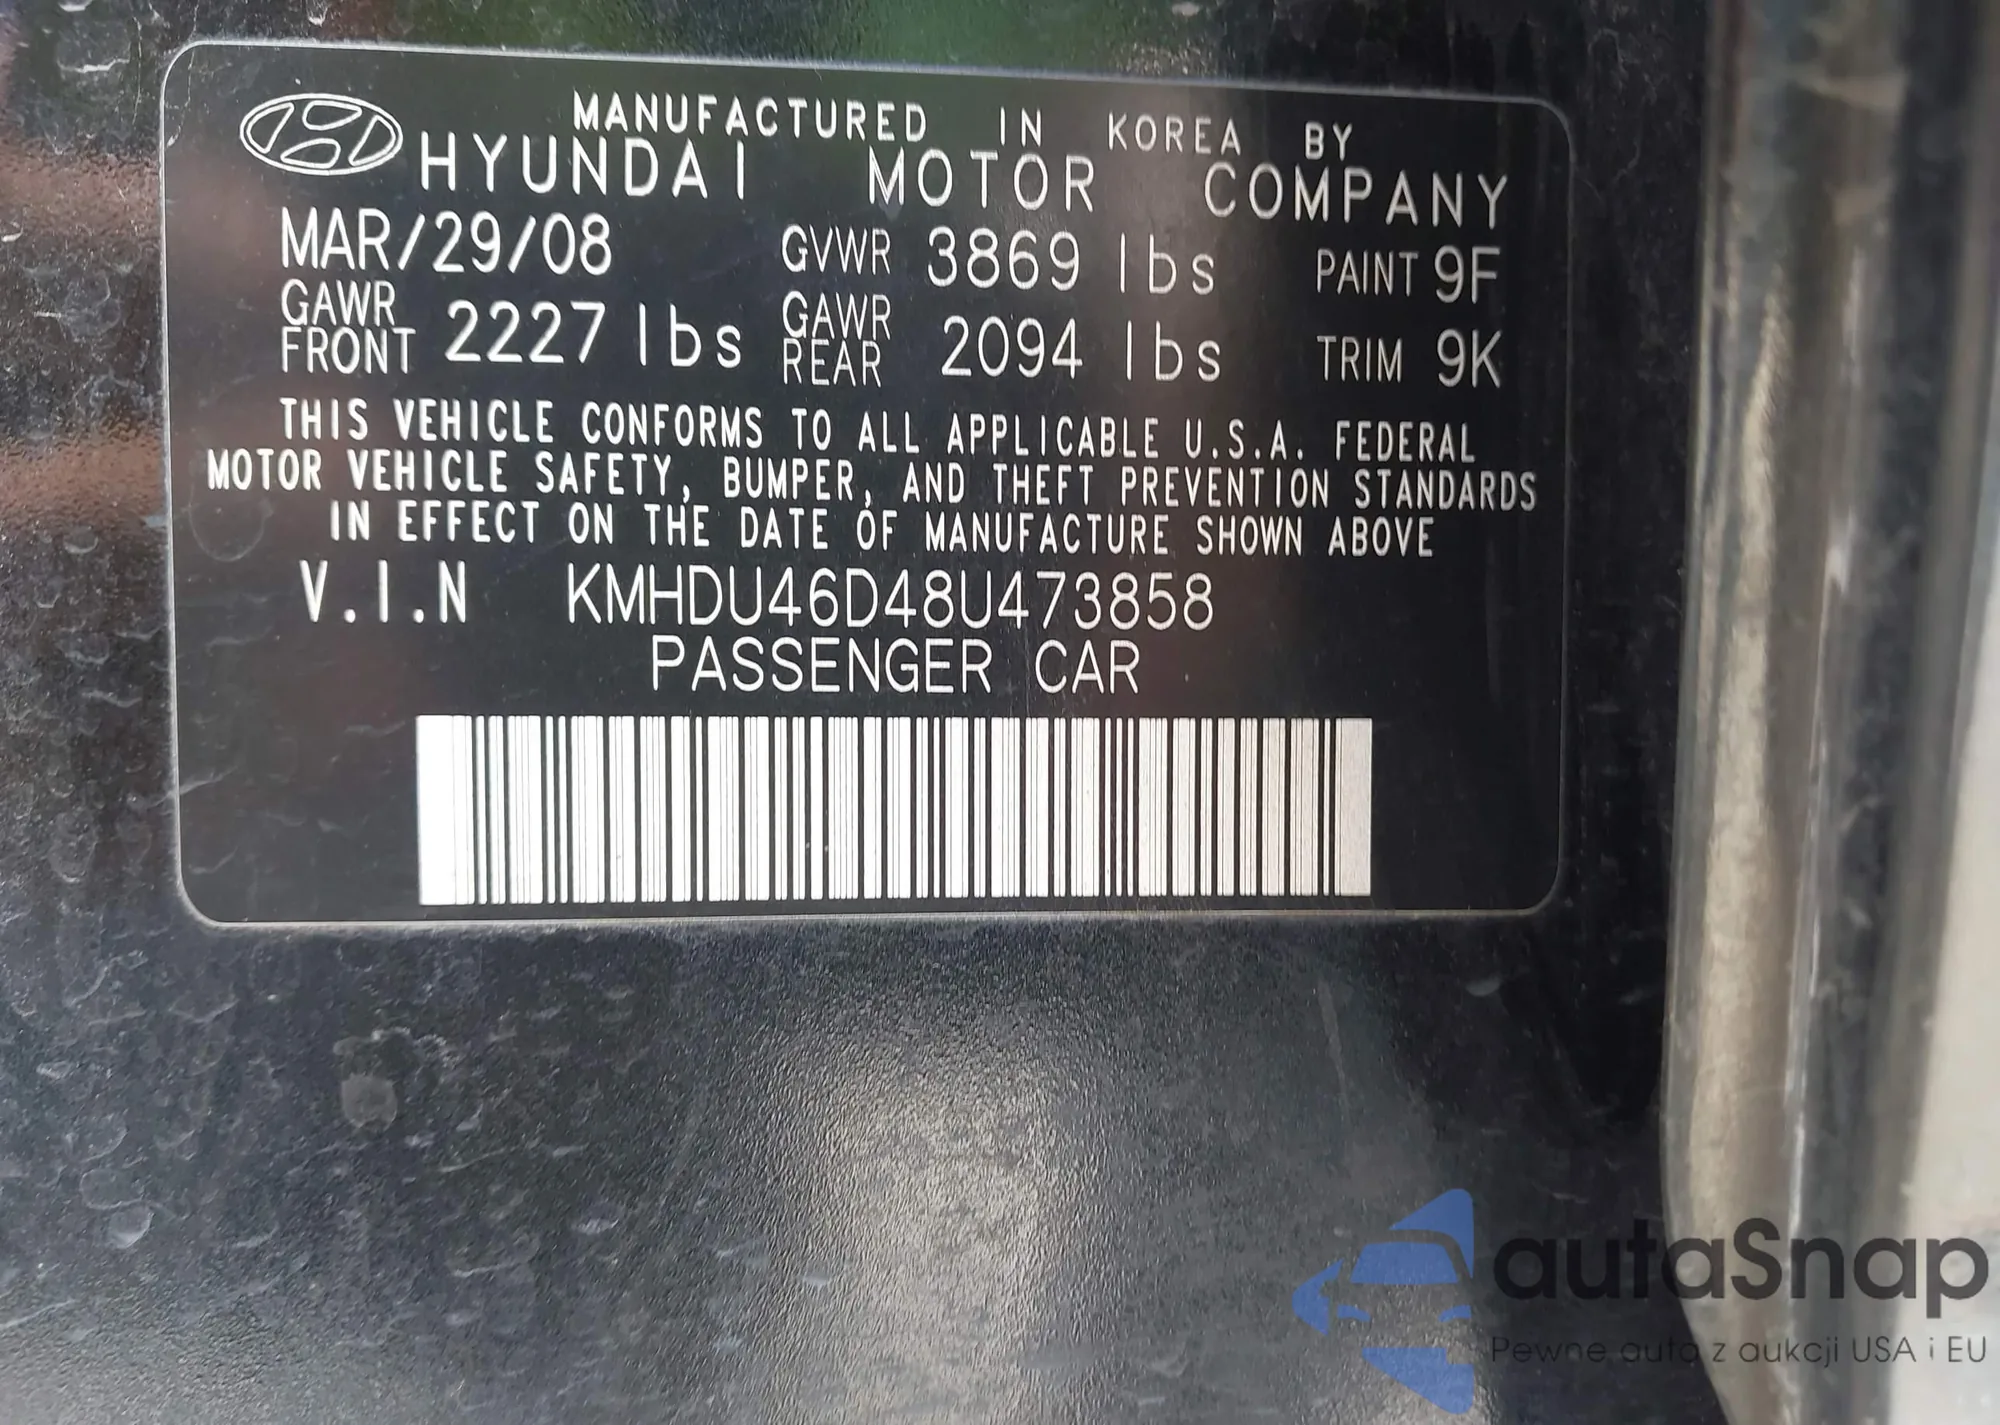 MANUFACTURED IN KOREA BY
HYUNDAI MOTOR COMPANY
MAR/29/08 GVWR 3869 lbs PAINT 9F
GAWR FRONT 2227 lbs GAWR REAR 2094 lbs TRIM 9K
THIS VEHICLE CONFORMS TO ALL APPLICABLE U.S.A. FEDERAL
MOTOR VEHICLE SAFETY, BUMPER, AND THEFT PREVENTION STANDARDS
IN EFFECT ON THE DATE OF MANUFACTURE SHOWN ABOVE
V.I.N KMHDU46D48U473858
PASSENGER CAR
autaSnap
Pewne auta z aukcji USA i EU